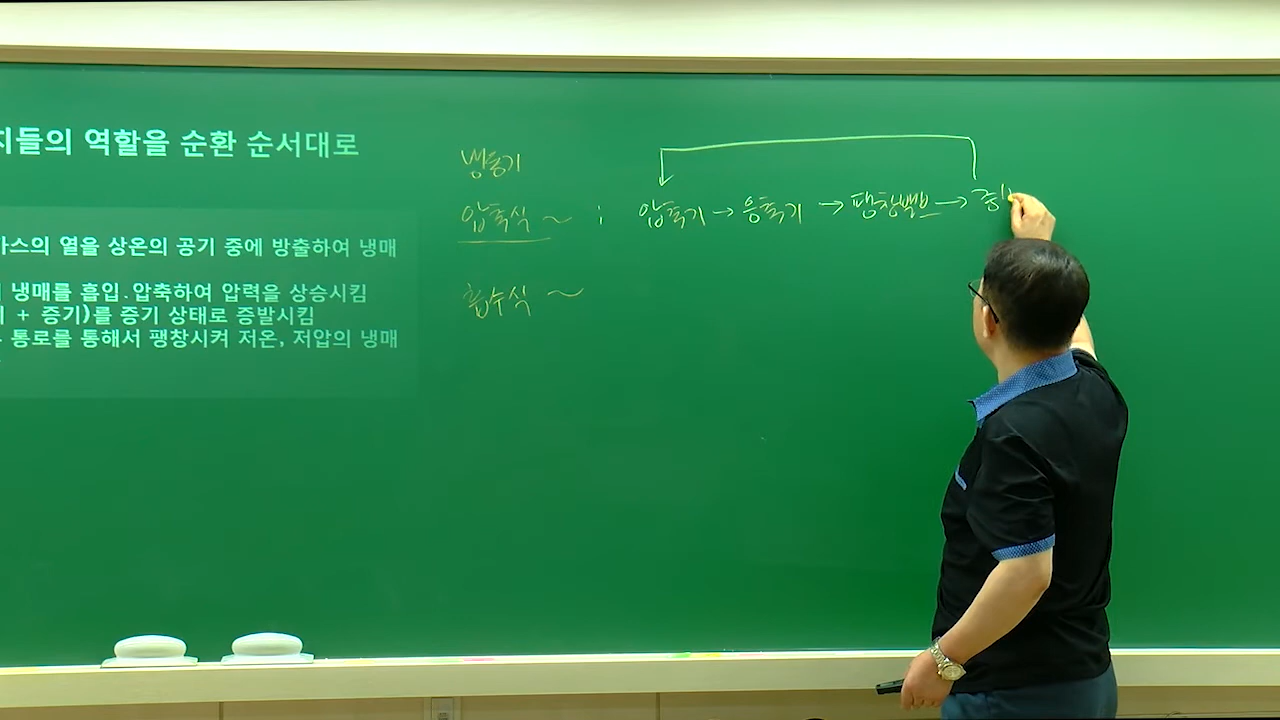 치들의 역할을 순환 순서대로
가스의 열을 상온의 공기 중에 방출하여 냉매
냉매를 흡입.압축하여 압력을 상승시킴
+ 증기)를 증기 상태로 증발시킴
통로를 통해서 팽창시켜 저온, 저압의 냉매
냉동기
압축식 ~ : 압축기 → 응축기 → 팽창밸브 → 증발
흡수식 ~